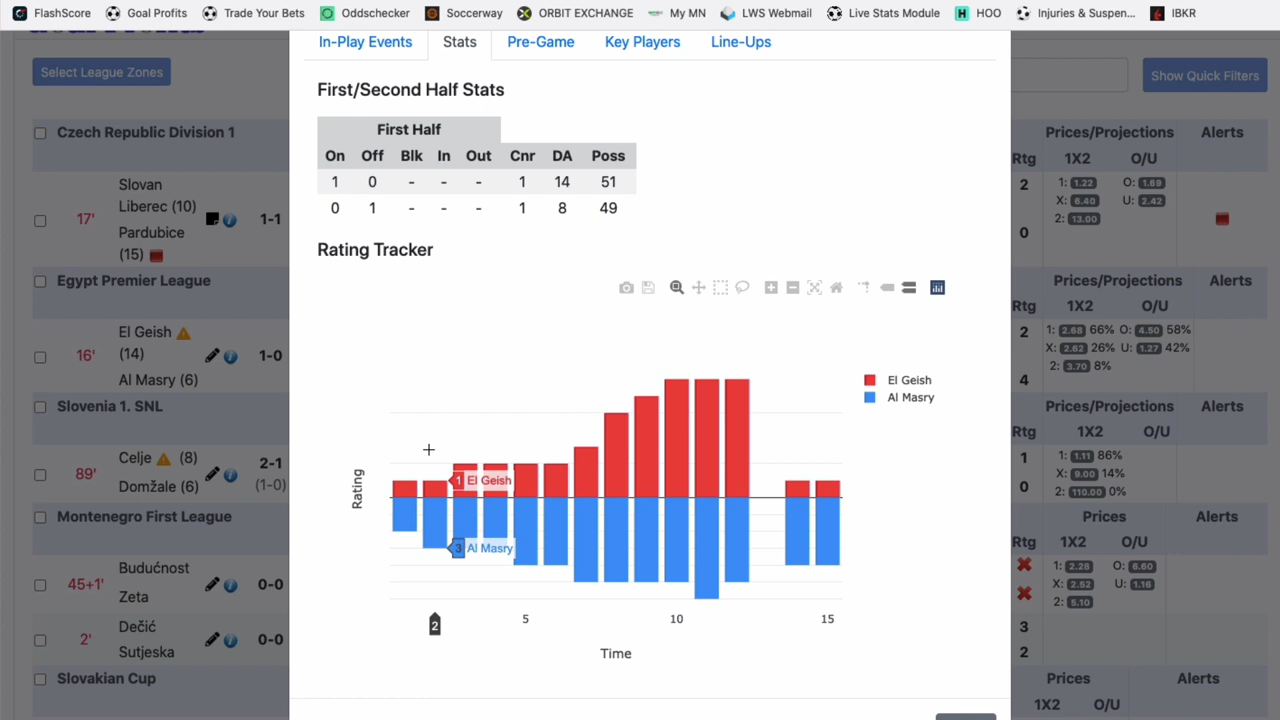 FlashScore Goal Profits Trade Your Bets Oddschecker Soccerway ORBIT EXCHANGE My MN LWS Webmail Live Stats Module HOO Injuries & Suspen... IBKR
In-Play Events Stats Pre-Game Key Players Line-Ups
Select League Zones
Show Quick Filters
First/Second Half Stats
First Half
On Off Blk In Out Cnr DA Poss
1 0 - - - 1 14 51
0 1 - - - 1 8 49
Rating Tracker
El Geish
Al Masry
1 El Geish
3 Al Masry
Rating
2 5 10 15
Time
Czech Republic Division 1
Prices/Projections Alerts
Rtg 1X2 O/U
17' Slovan Liberec (10) Pardubice (15) 1-1
2 1: 1.22 O: 1.69
X: 6.40 U: 2.42
0 2: 13.00
Egypt Premier League
Prices/Projections Alerts
Rtg 1X2 O/U
16' El Geish (14) Al Masry (6) 1-0
2 1: 2.68 66% O: 4.50 58%
X: 2.62 26% U: 1.27 42%
4 2: 3.70 8%
Slovenia 1. SNL
Prices/Projections Alerts
Rtg 1X2 O/U
89' Celje (8) Domžale (6) 2-1 (1-0)
1 1: 1.11 86%
X: 9.00 14%
0 2: 110.00 0%
Montenegro First League
Prices Alerts
Rtg 1X2 O/U
45+1' Budućnost Zeta 0-0
1: 2.28 O: 6.60
X: 2.52 U: 1.16
2: 5.10
2' Dečić Sutjeska 0-0
3
2
Slovakian Cup
Prices Alerts
1X2 O/U